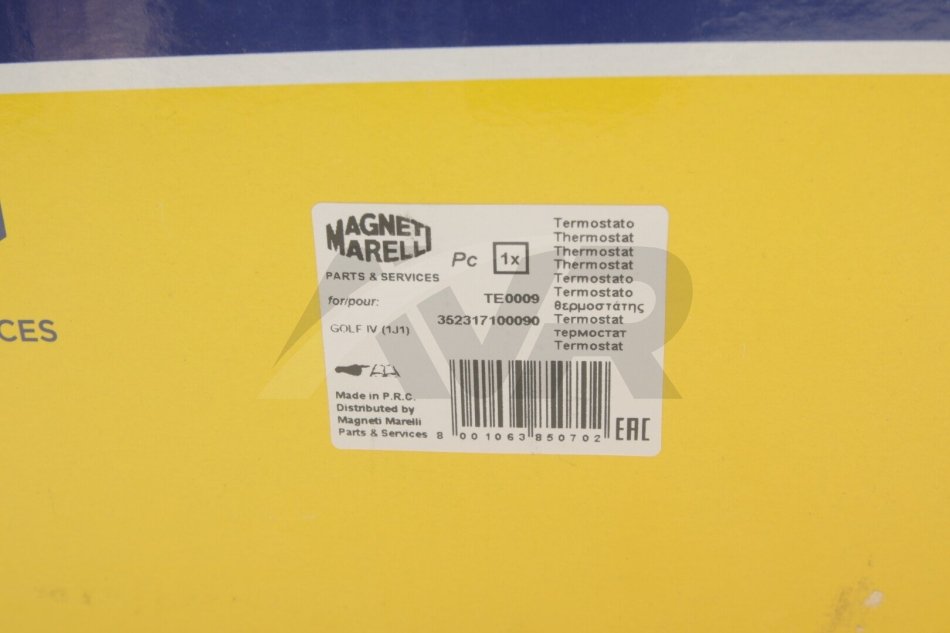 CES
MAGNETI
MARELLI
PARTS & SERVICES
Pc 1x
for/pour:
TE0009
352317100090
GOLF IV (1J1)
Termostato
Thermostat
Thermostat
Thermostat
Termostato
Termostato
θερμοστάτης
Termostat
термостат
Termostat
Made in P.R.C.
Distributed by
Magneti Marelli
Parts & Services
8 001063 850702
EAC
AVR